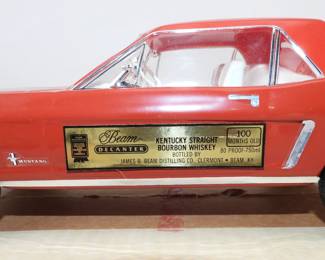 Beam
DECANTER
KENTUCKY STRAIGHT
BOURBON WHISKEY
BOTTLED BY
100
MONTHS OLD
80 PROOF-750ml
JAMES B. BEAM DISTILLING CO. CLERMONT • BEAM, KY.
MUSTANG